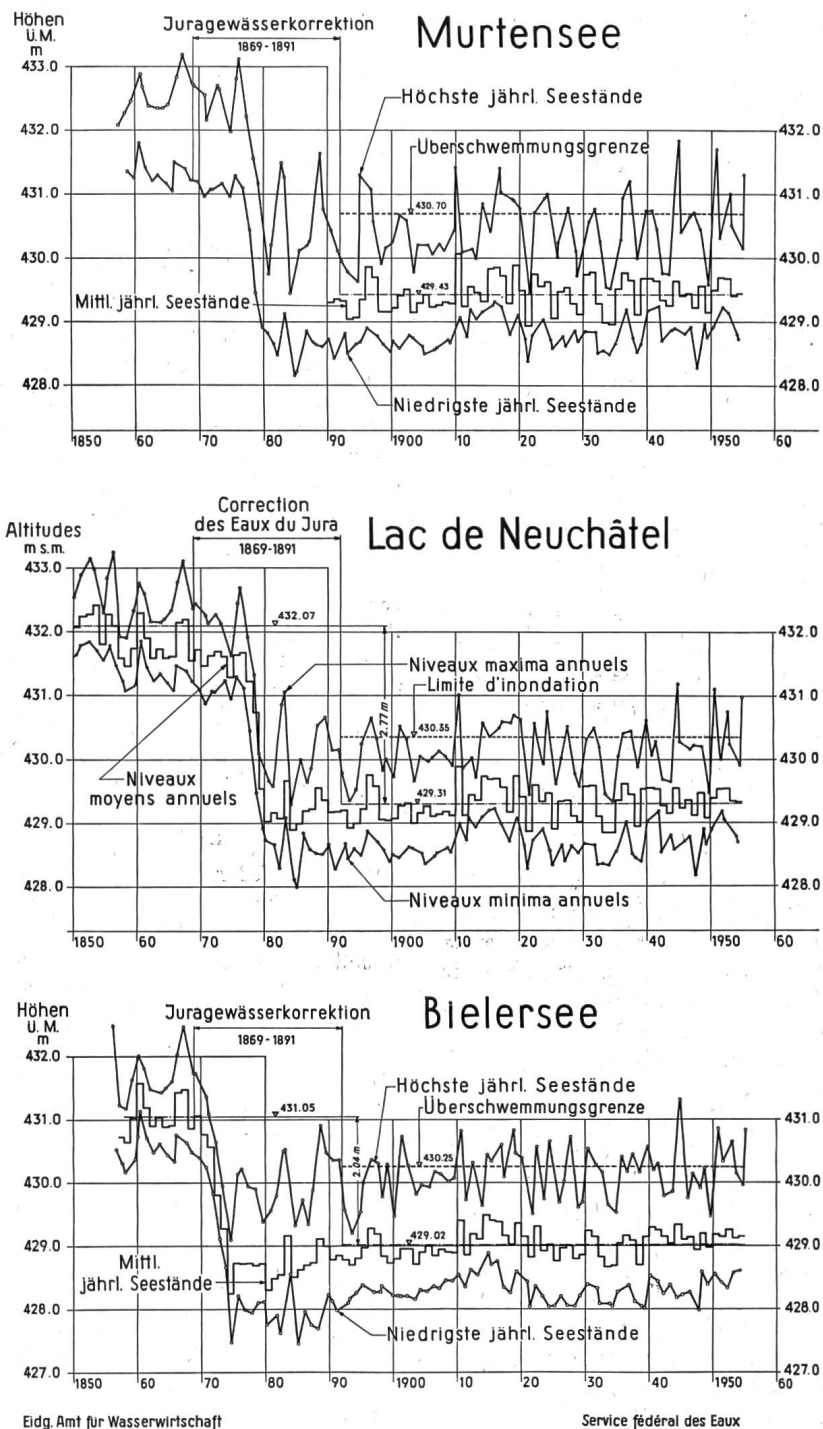 Murtensee
Höhen
ü.M.
m
Juragewässerkorrektion
1869-1891
433.0
432.0
431.0
430.0
429.0
428.0
432.0
431.0
430.0
429.0
428.0
Höchste jährl. Seestände
Überschwemmungsgrenze
430.70
429.43
Mittl. jährl. Seestände
Niedrigste jährl. Seestände
1850 60 70 80 90 1900 10 20 30 40 1950 60
Lac de Neuchâtel
Altitudes
m s.m.
Correction
des Eaux du Jura
1869-1891
433.0
432.0
431.0
430.0
429.0
428.0
432.0
431.0
430.0
429.0
428.0
432.07
Niveaux maxima annuels
Limite d'inondation
2.77 m
430.35
429.31
Niveaux
moyens annuels
Niveaux minima annuels
1850 60 70 80 90 1900 10 20 30 40 1950 60
Bielersee
Höhen
ü.M.
m
Juragewässerkorrektion
1869-1891
432.0
431.0
430.0
429.0
428.0
427.0
431.0
430.0
429.0
428.0
427.0
431.05
Höchste jährl. Seestände
Überschwemmungsgrenze
2.04 m
430.25
429.02
Mittl.
jährl. Seestände
Niedrigste jährl. Seestände
1850 60 70 80 90 1900 10 20 30 40 1950 60
Eidg. Amt für Wasserwirtschaft
Service fédéral des Eaux